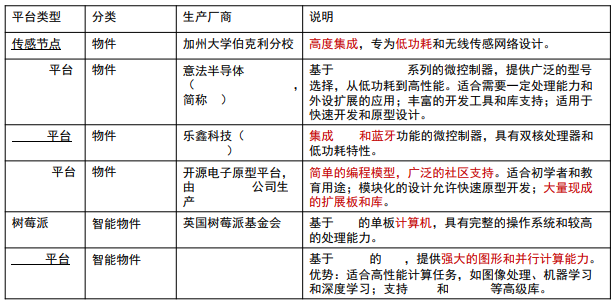 平台类型 分类 生产厂商 说明
传感节点 物件 加州大学伯克利分校 高度集成，专为低功耗和无线传感网络设计。
平台 物件 意法半导体 基于 系列的微控制器，提供广泛的型号
（ ， 选择，从低功耗到高性能。适合需要一定处理能力和
简称 ） 外设扩展的应用；丰富的开发工具和库支持；适用于
快速开发和原型设计。
平台 物件 乐鑫科技（ 集成 和蓝牙功能的微控制器，具有双核处理器和
） 低功耗特性。
平台 物件 开源电子原型平台， 简单的编程模型，广泛的社区支持。适合初学者和教
由 公司生 育用途；模块化的设计允许快速原型开发；大量现成
产 的扩展板和库。
树莓派 智能物件 英国树莓派基金会 基于 的单板计算机，具有完整的操作系统和较高
的处理能力。
平台 智能物件 基于 的 ，提供强大的图形和并行计算能力。
优势：适合高性能计算任务，如图像处理、机器学习
和深度学习；支持 和 等高级库。